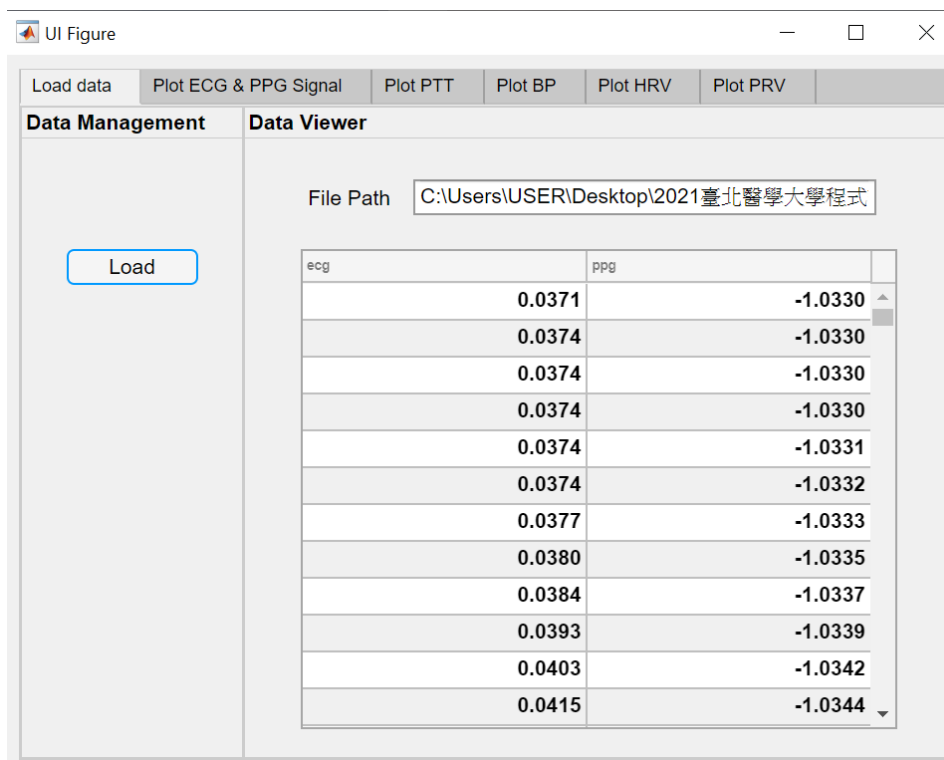 UI Figure
Load data Plot ECG & PPG Signal Plot PTT Plot BP Plot HRV Plot PRV
Data Management Data Viewer
File Path C:\Users\USER\Desktop\2021臺北醫學大學程式
Load
ecg ppg
0.0371 -1.0330
0.0374 -1.0330
0.0374 -1.0330
0.0374 -1.0330
0.0374 -1.0331
0.0374 -1.0332
0.0377 -1.0333
0.0380 -1.0335
0.0384 -1.0337
0.0393 -1.0339
0.0403 -1.0342
0.0415 -1.0344